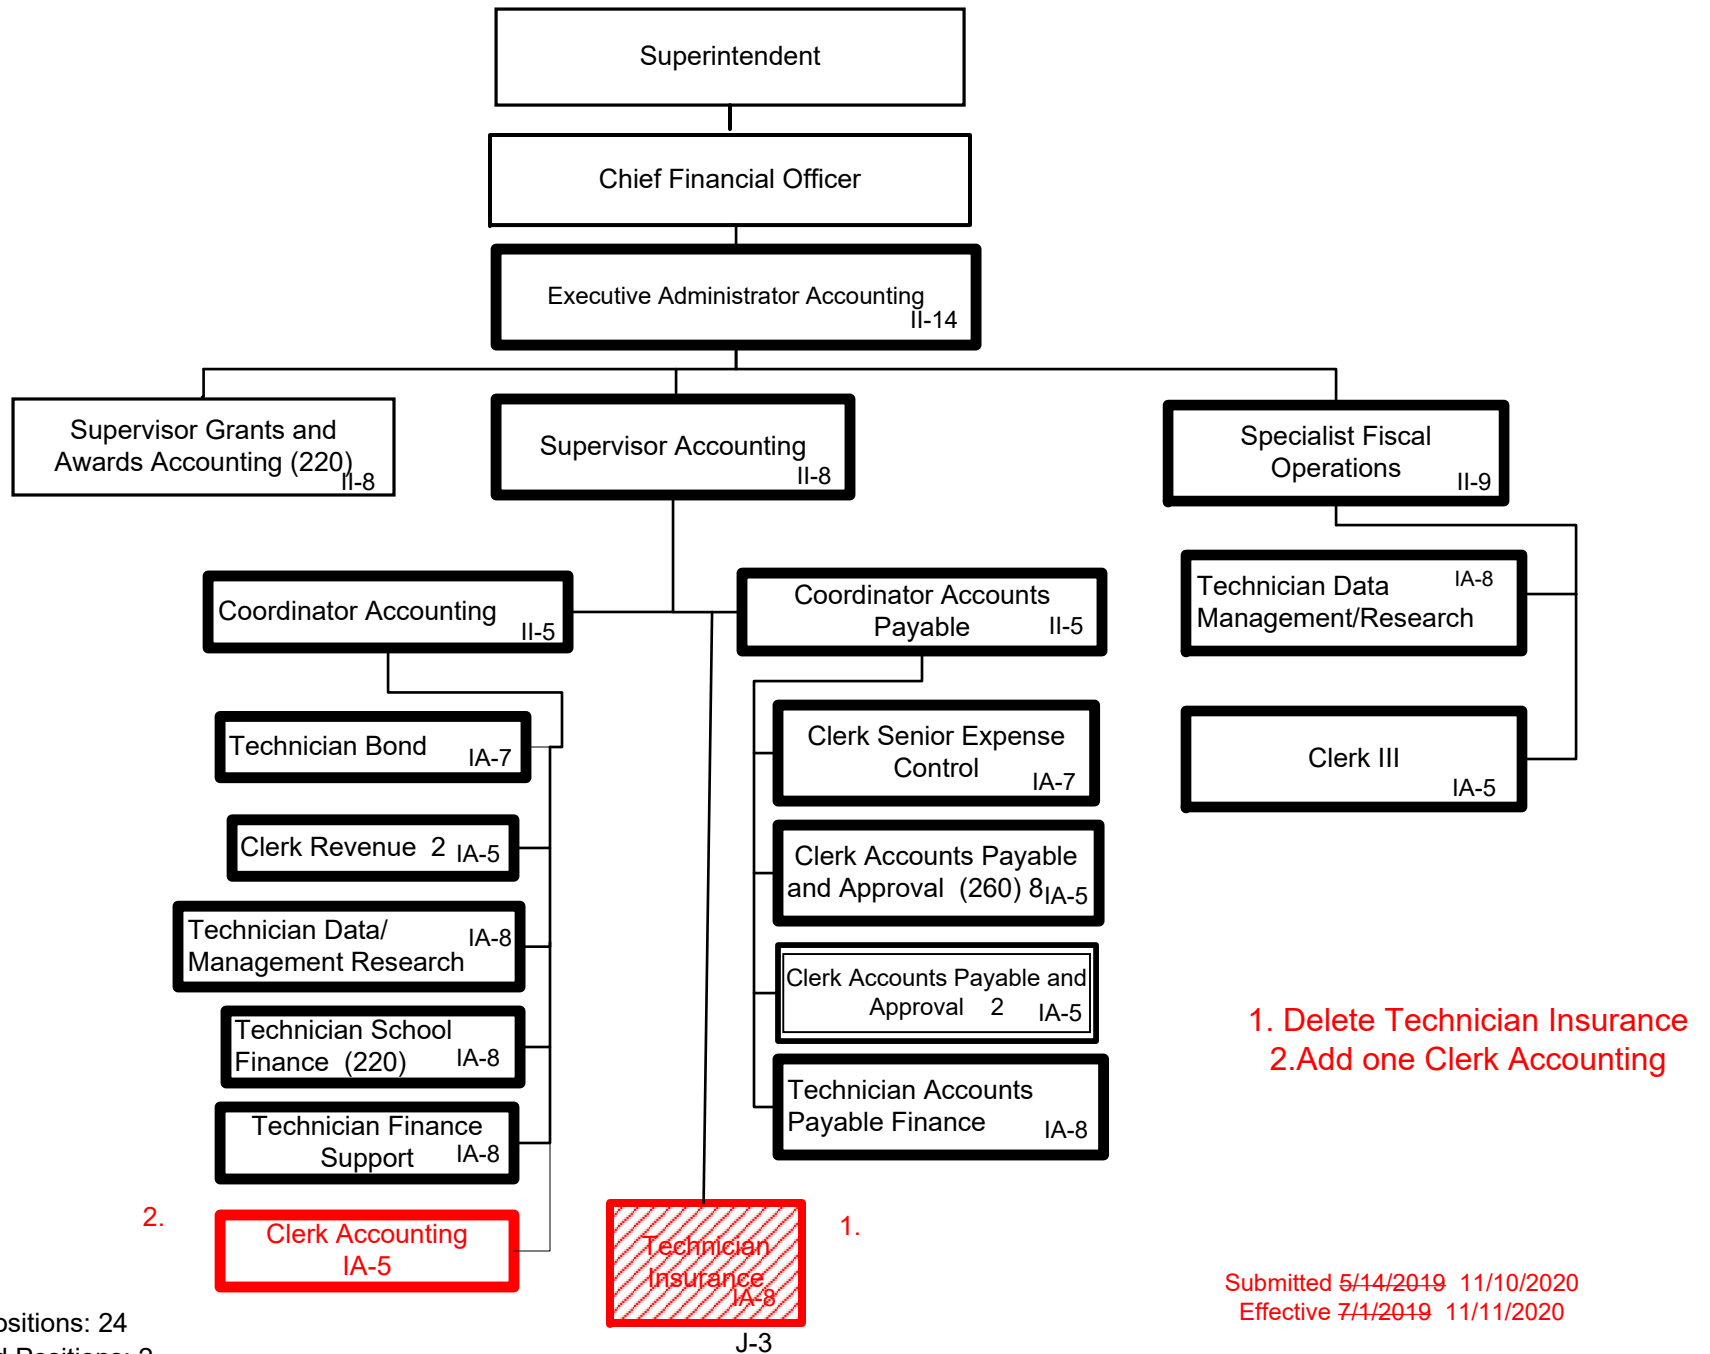 Superintendent
Chief Financial Officer
Executive Administrator Accounting
II-14
Supervisor Grants and
Awards Accounting (220)
II-8
Supervisor Accounting
II-8
Specialist Fiscal
Operations
II-9
Coordinator Accounting
II-5
Coordinator Accounts
Payable II-5
Technician Data IA-8
Management/Research
Clerk III
IA-5
Technician Bond
IA-7
Clerk Revenue 2 IA-5
Technician Data/ IA-8
Management Research
Technician School
Finance (220) IA-8
Technician Finance
Support IA-8
2.
Clerk Accounting
IA-5
Clerk Senior Expense
Control
IA-7
Clerk Accounts Payable
and Approval (260) 8 IA-5
Clerk Accounts Payable and
Approval 2 IA-5
Technician Accounts
Payable Finance
IA-8
Technician
Insurance
IA-8
1.
1. Delete Technician Insurance
2.Add one Clerk Accounting
Submitted 5/14/2019 11/10/2020
Effective 7/1/2019 11/11/2020
ositions: 24
J-3